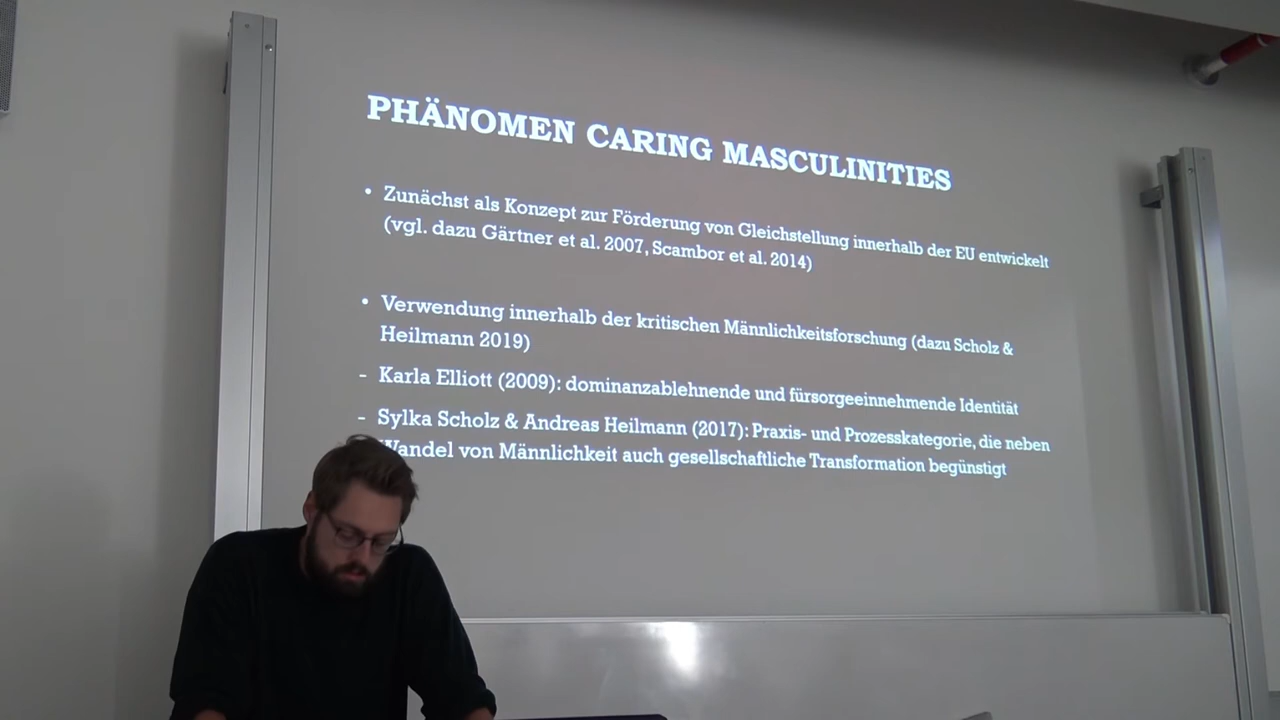 PHÄNOMEN CARING MASCULINITIES
• Zunächst als Konzept zur Förderung von Gleichstellung innerhalb der EU entwickelt
(vgl. dazu Gärtner et al. 2007, Scambor et al. 2014)
• Verwendung innerhalb der kritischen Männlichkeitsforschung (dazu Scholz &
Heilmann 2019)
- Karla Elliott (2009): dominanzablehnende und fürsorgeeinnehmende Identität
- Sylka Scholz & Andreas Heilmann (2017): Praxis- und Prozesskategorie, die neben
Wandel von Männlichkeit auch gesellschaftliche Transformation begünstigt